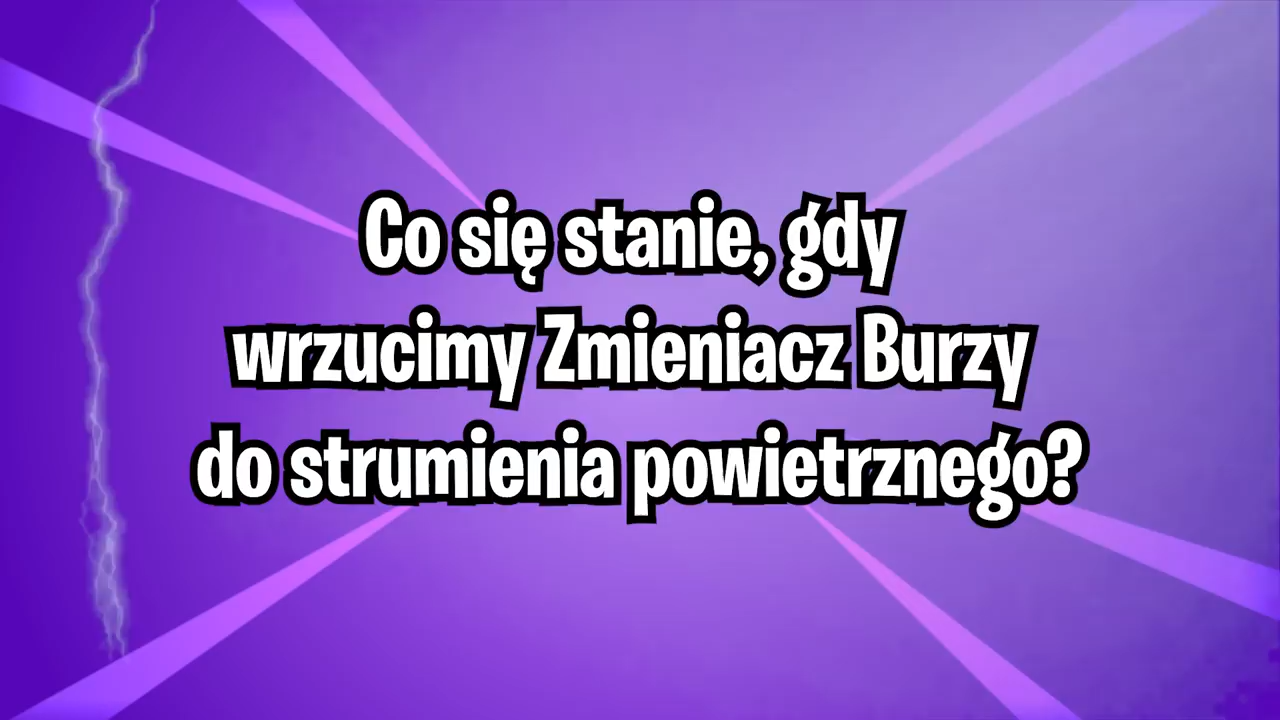 Co się stanie, gdy
wrzucimy Zmieniacz Burzy
do strumienia powietrznego?